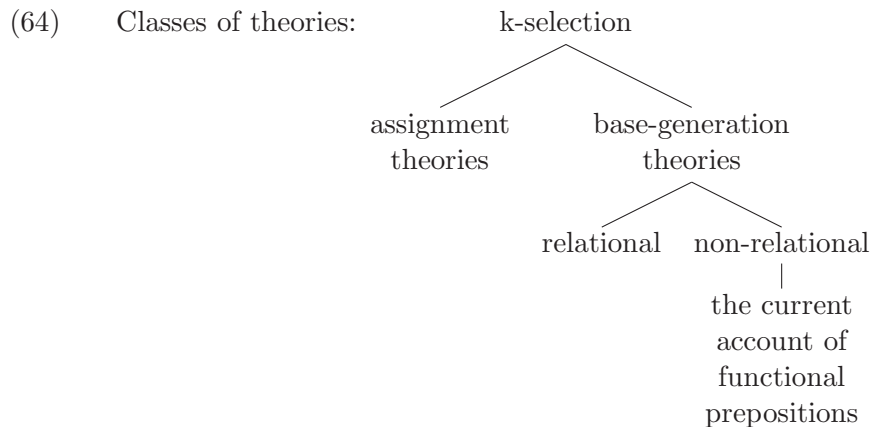 (64) Classes of theories: k-selection
assignment base-generation
theories theories
relational non-relational
the current
account of
functional
prepositions